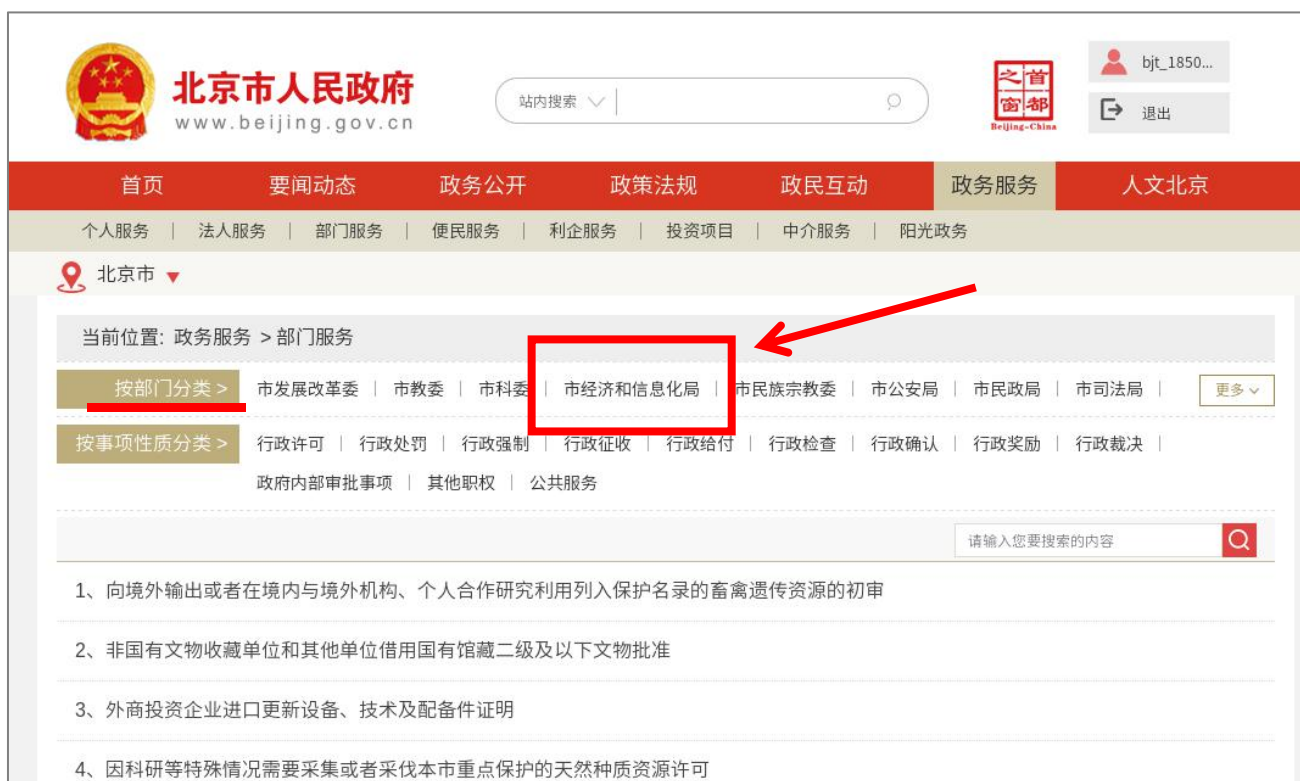 北京市人民政府
www.beijing.gov.cn
站内搜索
首都之窗
Beijing-China
bjt_1850...
退出
首页 要闻动态 政务公开 政策法规 政民互动 政务服务 人文北京
个人服务 | 法人服务 | 部门服务 | 便民服务 | 利企服务 | 投资项目 | 中介服务 | 阳光政务
北京市
当前位置: 政务服务 > 部门服务
按部门分类 > 市发展改革委 | 市教委 | 市科委 | 市经济和信息化局 | 市民族宗教委 | 市公安局 | 市民政局 | 市司法局 | 更多
按事项性质分类 > 行政许可 | 行政处罚 | 行政强制 | 行政征收 | 行政给付 | 行政检查 | 行政确认 | 行政奖励 | 行政裁决 |
政府内部审批事项 | 其他职权 | 公共服务
请输入您要搜索的内容
1、向境外输出或者在境内与境外机构、个人合作研究利用列入保护名录的畜禽遗传资源的初审
2、非国有文物收藏单位和其他单位借用国有馆藏二级及以下文物批准
3、外商投资企业进口更新设备、技术及配备件证明
4、因科研等特殊情况需要采集或者采伐本市重点保护的天然种质资源许可